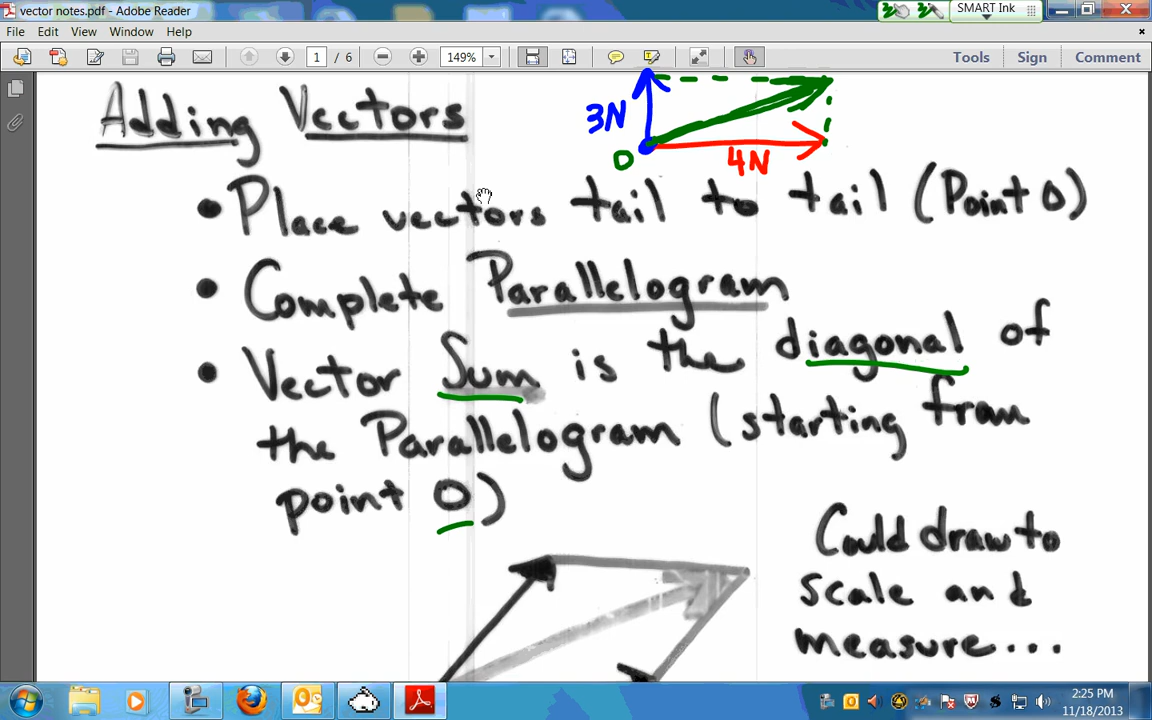 vector notes.pdf - Adobe Reader
SMART Ink
File Edit View Window Help
1 / 6 149% Tools Sign Comment
3N
O
4N
Adding Vectors
• Place vectors tail to tail (Point O)
• Complete Parallelogram
• Vector Sum is the diagonal of
the Parallelogram (starting from
point O)
Could draw to
scale and
measure...
2:25 PM
11/18/2013